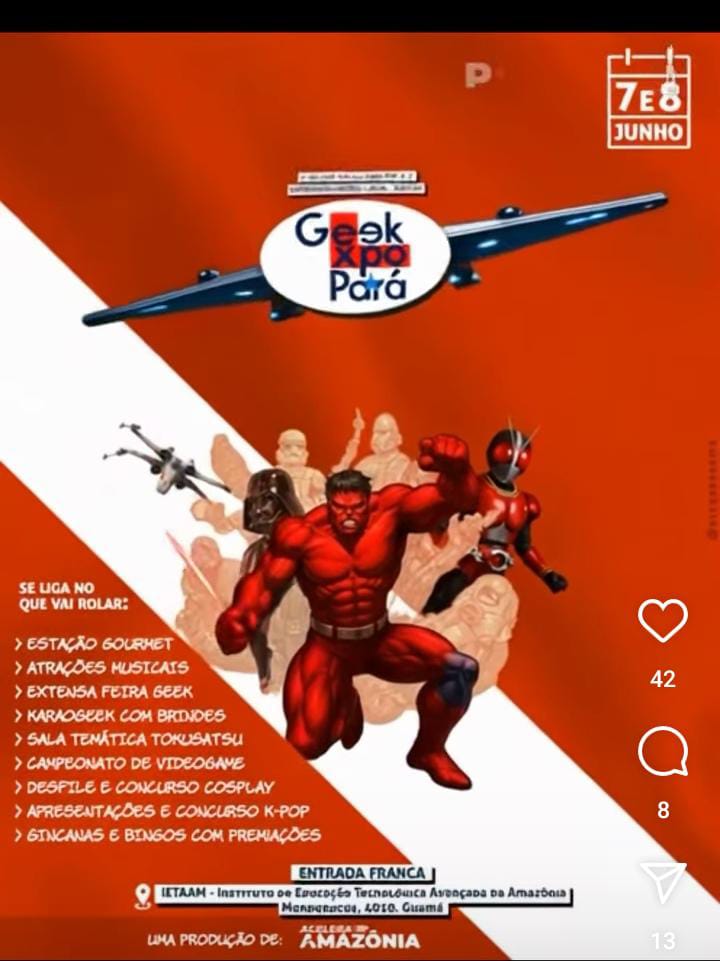 7 E 8
JUNHO
Geek
xpo
Pará
SE LIGA NO
QUE VAI ROLAR:
> ESTAÇÃO GOURMET
> ATRAÇÕES MUSICAIS
> EXTENSA FEIRA GEEK
> KARAOGEEK COM BRINDES
> SALA TEMÁTICA TOKUSATSU
> CAMPEONATO DE VIDEOGAME
> DESFILE E CONCURSO COSPLAY
> APRESENTAÇÕES E CONCURSO K-POP
> GINCANAS E BINGOS COM PREMIAÇÕES
42
8
13
ENTRADA FRANCA
IETAAM - Instituto de Educação Tecnológica Avançada da Amazônia
4010, Guamá
UMA PRODUÇÃO DE: ACELERA AMAZÔNIA